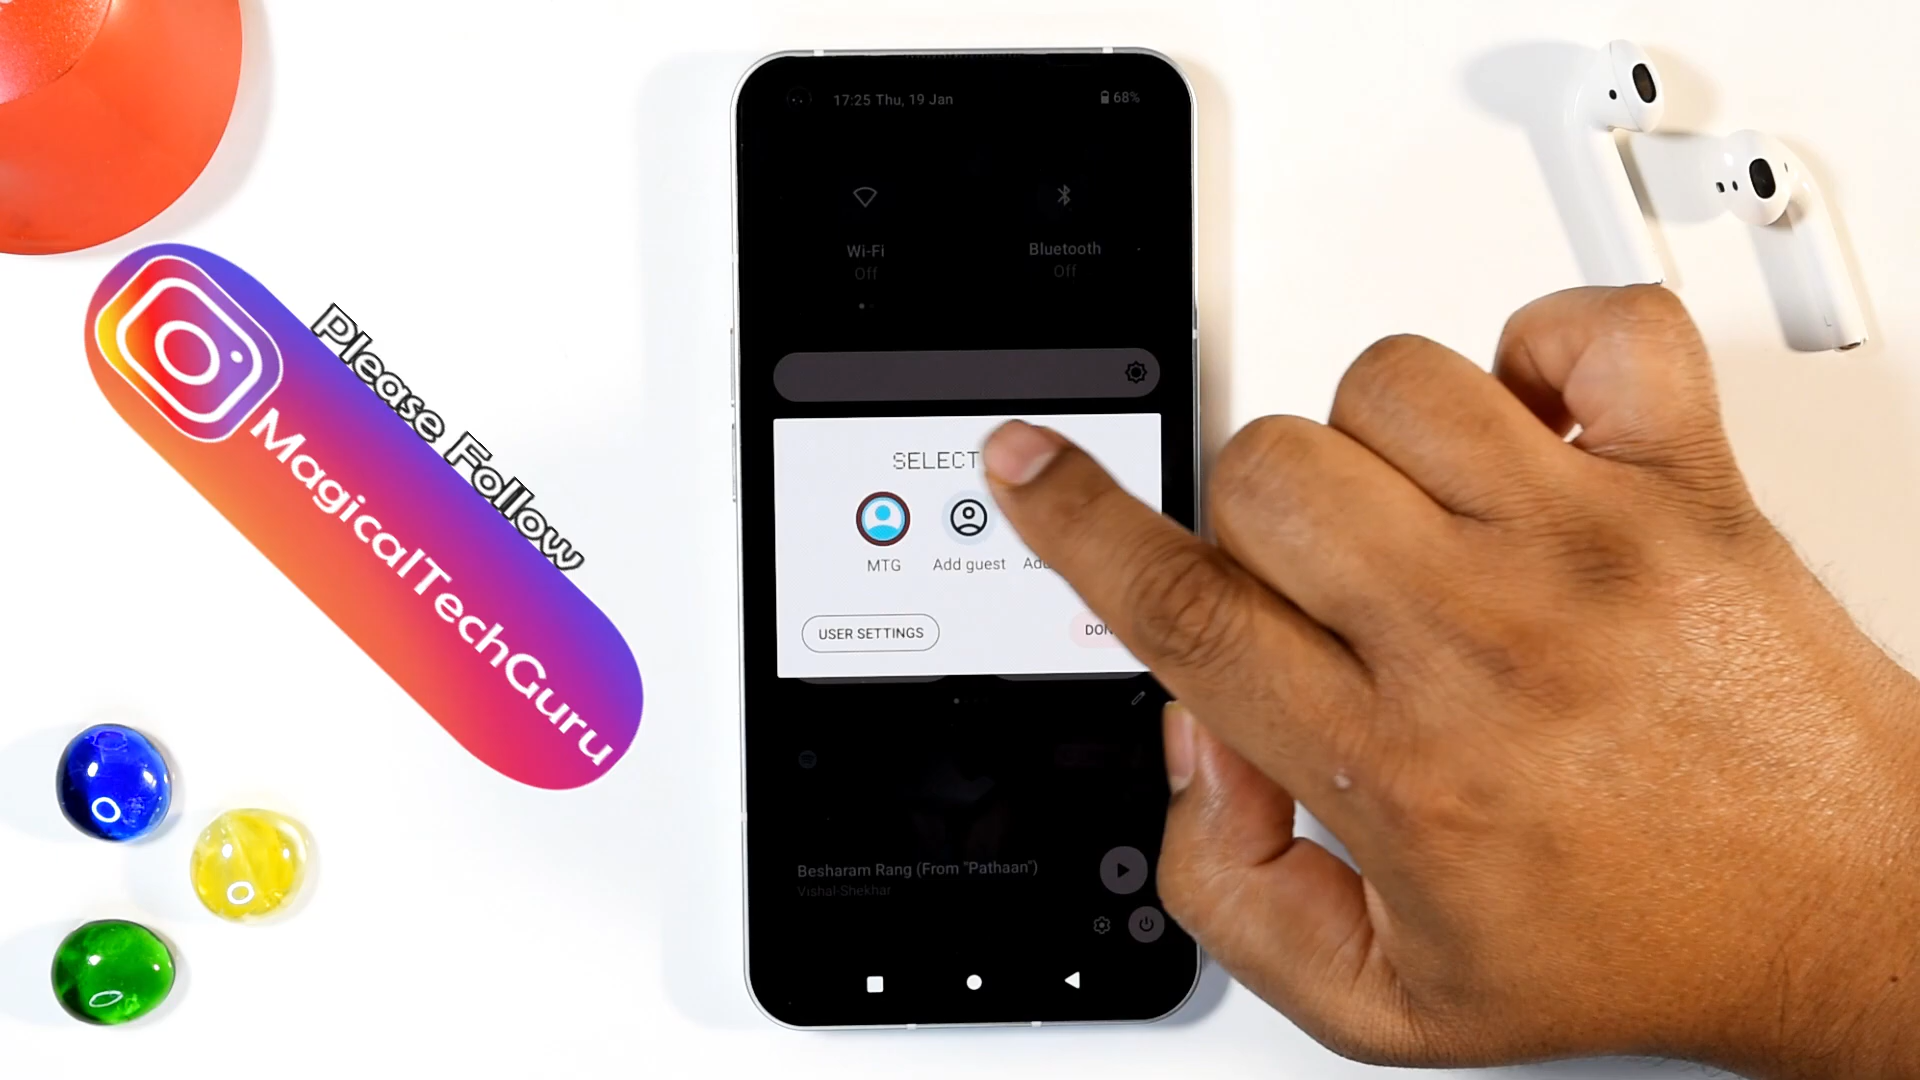 17:25 Thu, 19 Jan
68%
Wi-Fi
Off
Bluetooth
Off
Please Follow
MagicalTechGuru
SELECT
MTG
Add guest
USER SETTINGS
Besharam Rang (From "Pathaan")
Vishal-Shekhar
L